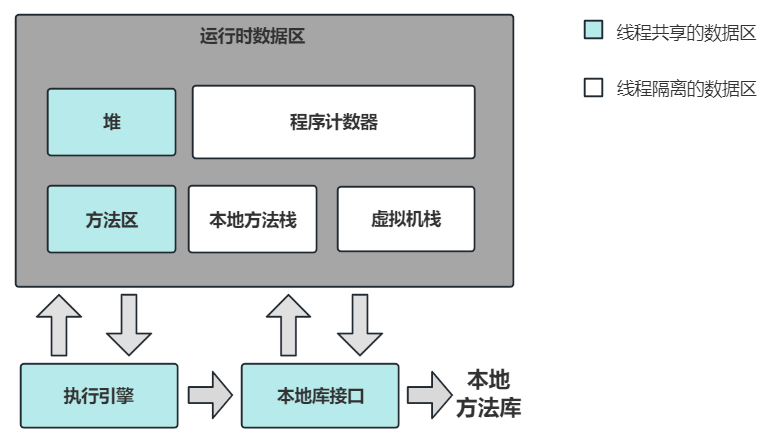 运行时数据区
线程共享的数据区
线程隔离的数据区
堆
程序计数器
方法区
本地方法栈
虚拟机栈
执行引擎
本地库接口
本地
方法库